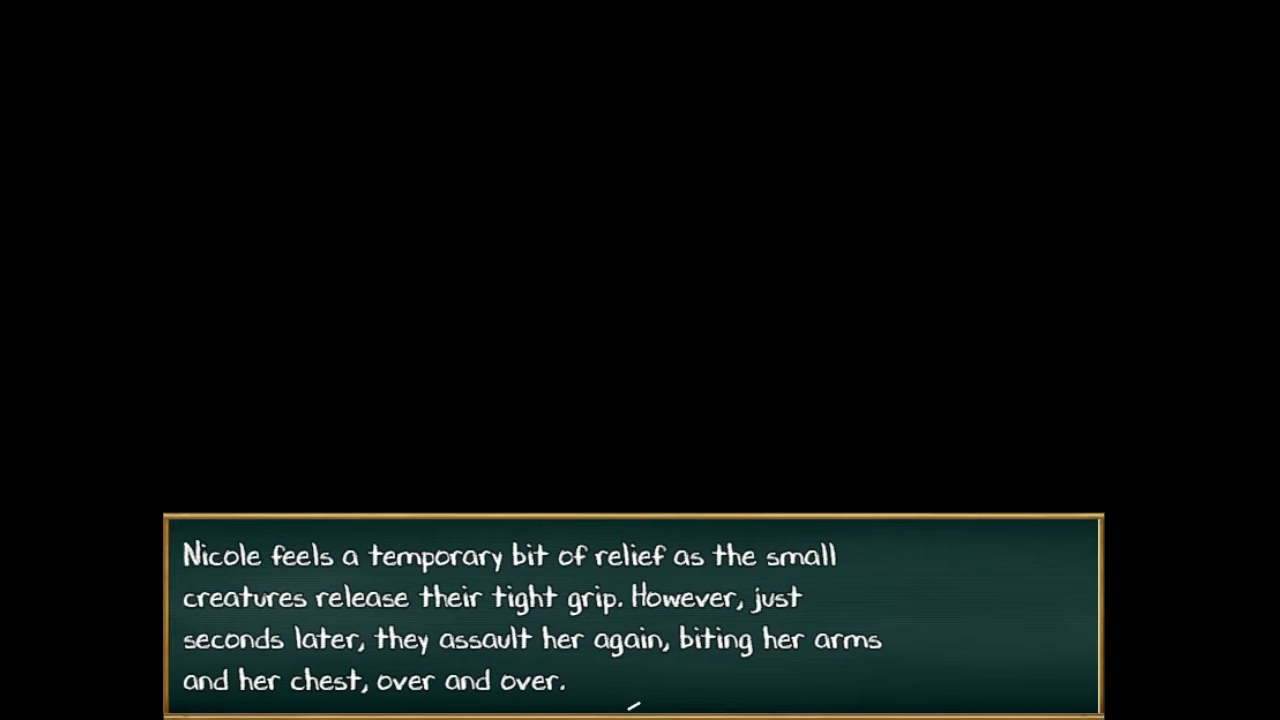 Nicole feels a temporary bit of relief as the small
creatures release their tight grip. However, just
seconds later, they assault her again, biting her arms
and her chest, over and over.